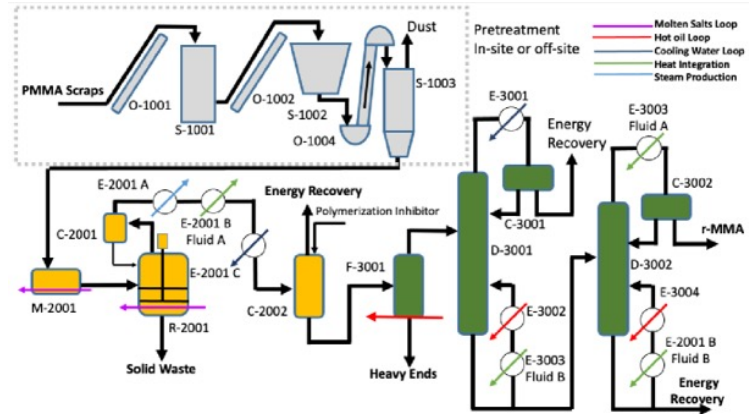 Dust
Pretreatment
In-site or off-site
Molten Salts Loop
Hot oil Loop
Cooling Water Loop
Heat Integration
Steam Production
PMMA Scraps
O-1001
S-1001
O-1002
S-1002
O-1004
S-1003
E-3001
Energy
Recovery
E-3003
Fluid A
E-2001 A
E-2001 B
Fluid A
Energy Recovery
Polymerization Inhibitor
C-3001
C-3002
r-MMA
C-2001
E-2001 C
C-2002
F-3001
D-3001
D-3002
M-2001
R-2001
E-3002
E-3004
E-3003
Fluid B
E-2001 B
Fluid B
Solid Waste
Heavy Ends
Energy
Recovery